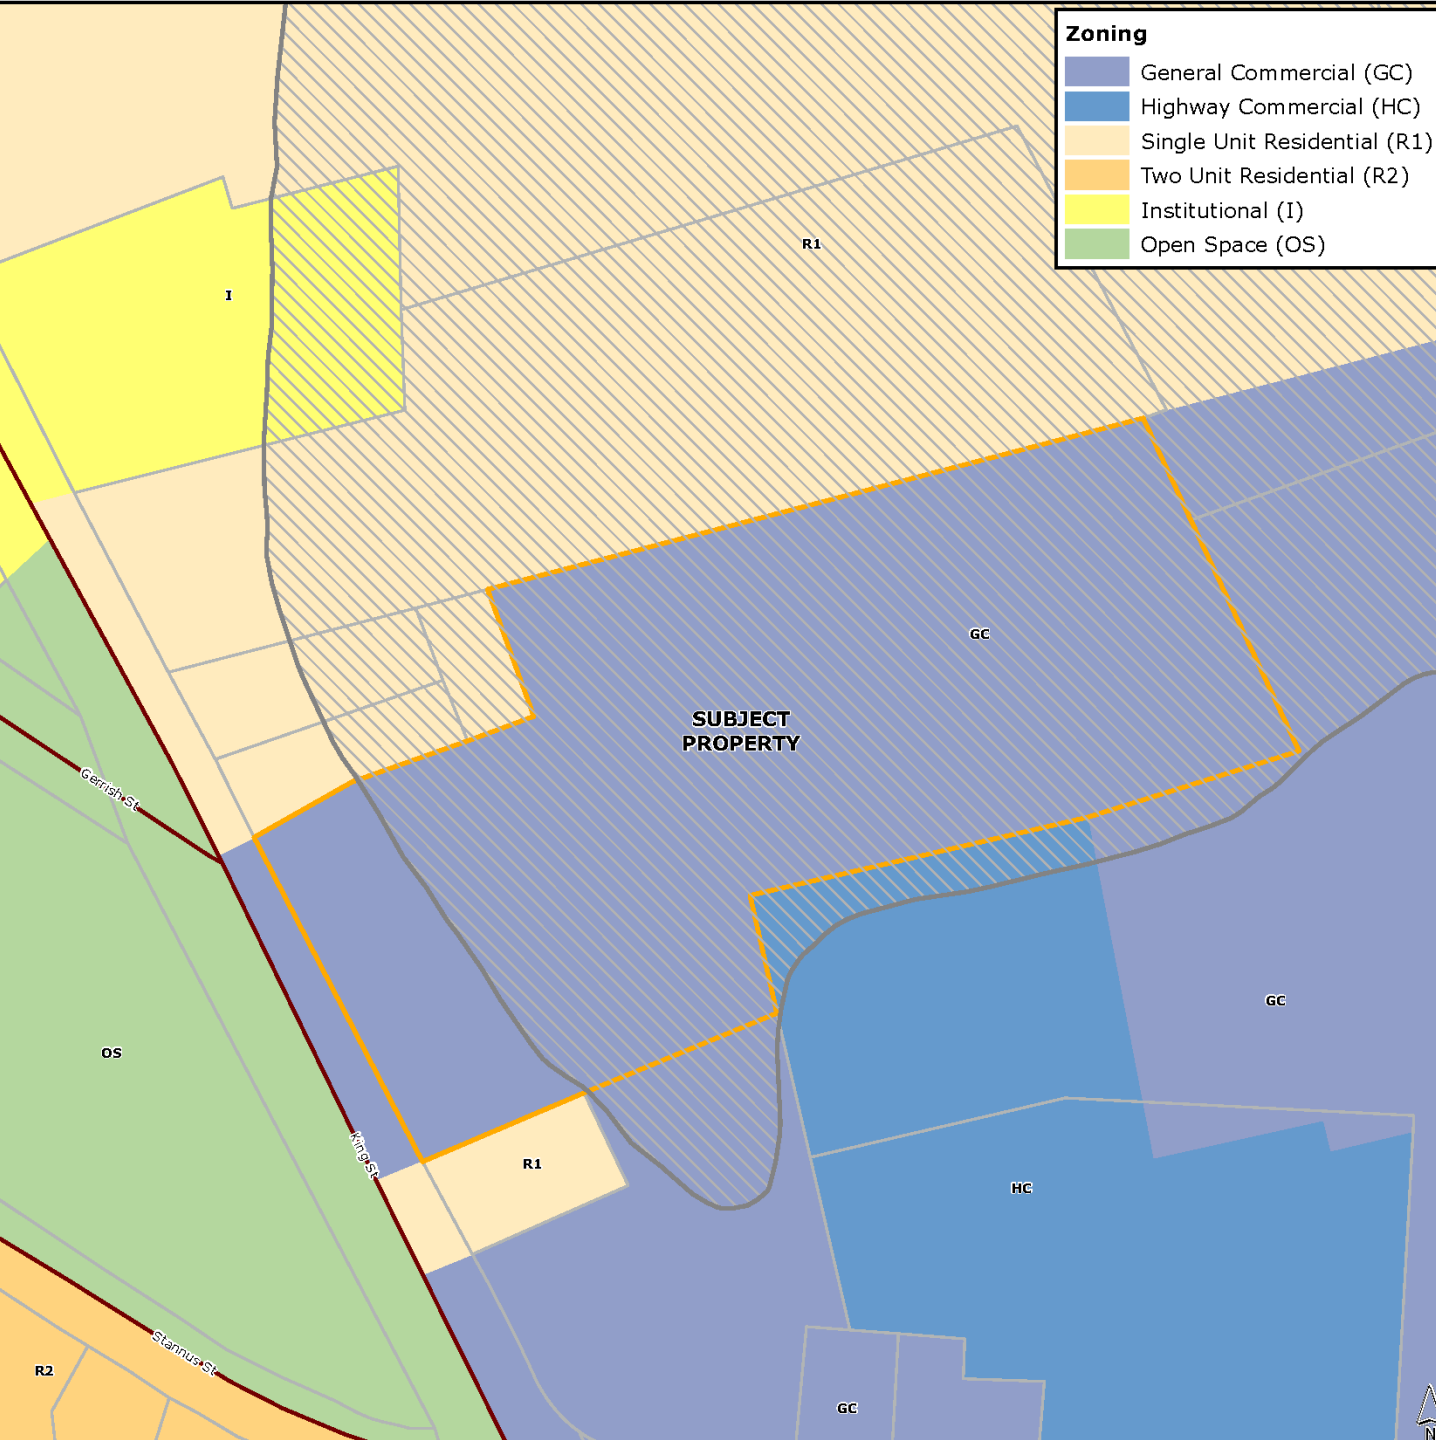 Zoning
General Commercial (GC)
Highway Commercial (HC)
Single Unit Residential (R1)
Two Unit Residential (R2)
Institutional (I)
Open Space (OS)
R1
I
GC
SUBJECT
PROPERTY
Gerrish St
GC
OS
King St
R1
HC
Stannus St
R2
GC
N